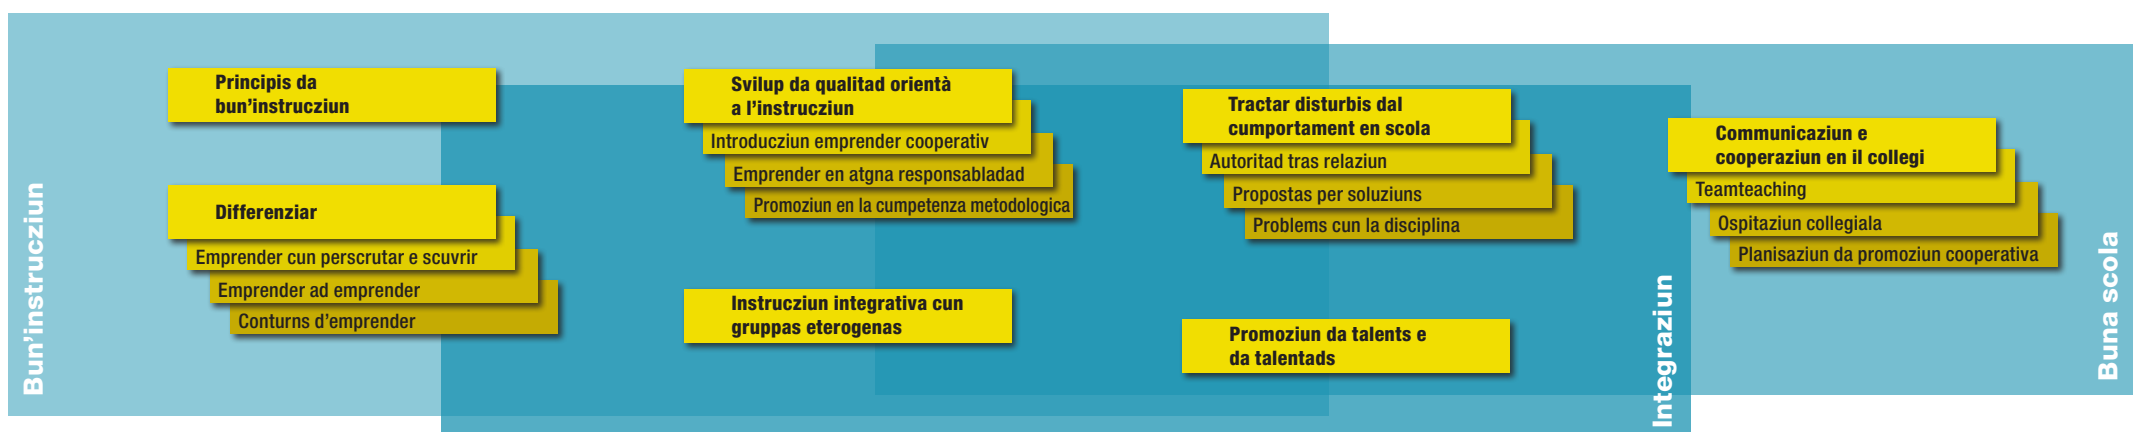 Bun’instrucziun
Principis da
bun’instrucziun
Differenziar
Emprender cun perscrutar e scuvrir
Emprender ad emprender
Conturns d’emprender
Svilup da qualitad orientà
a l’instrucziun
Introducziun emprender cooperativ
Emprender en atgna responsabladad
Promoziun en la cumpetenza metodologica
Instrucziun integrativa cun
gruppas eterogenas
Tractar disturbis dal
cumportament en scola
Autoritad tras relaziun
Propostas per soluziuns
Problems cun la disciplina
Promoziun da talents e
da talentads
Integraziun
Communicaziun e
cooperaziun en il collegi
Teamteaching
Ospitaziun collegiala
Planisaziun da promoziun cooperativa
Buna scola